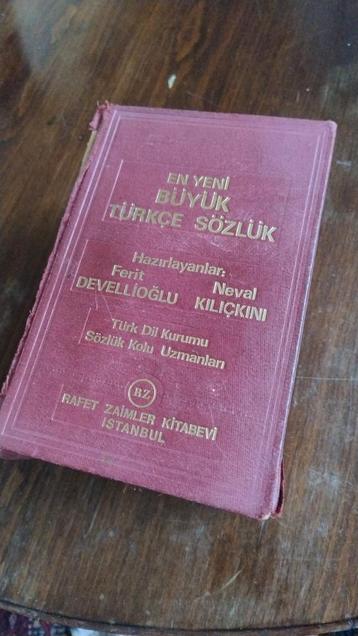 EN YENİ
BÜYÜK
TÜRKÇE SÖZLÜK
Hazırlayanlar:
Ferit Neval
DEVELLİOĞLU KILIÇKINI
Türk Dil Kurumu
Sözlük Kolu Uzmanları
RZ
RAFET ZAİMLER KİTABEVİ
İSTANBUL